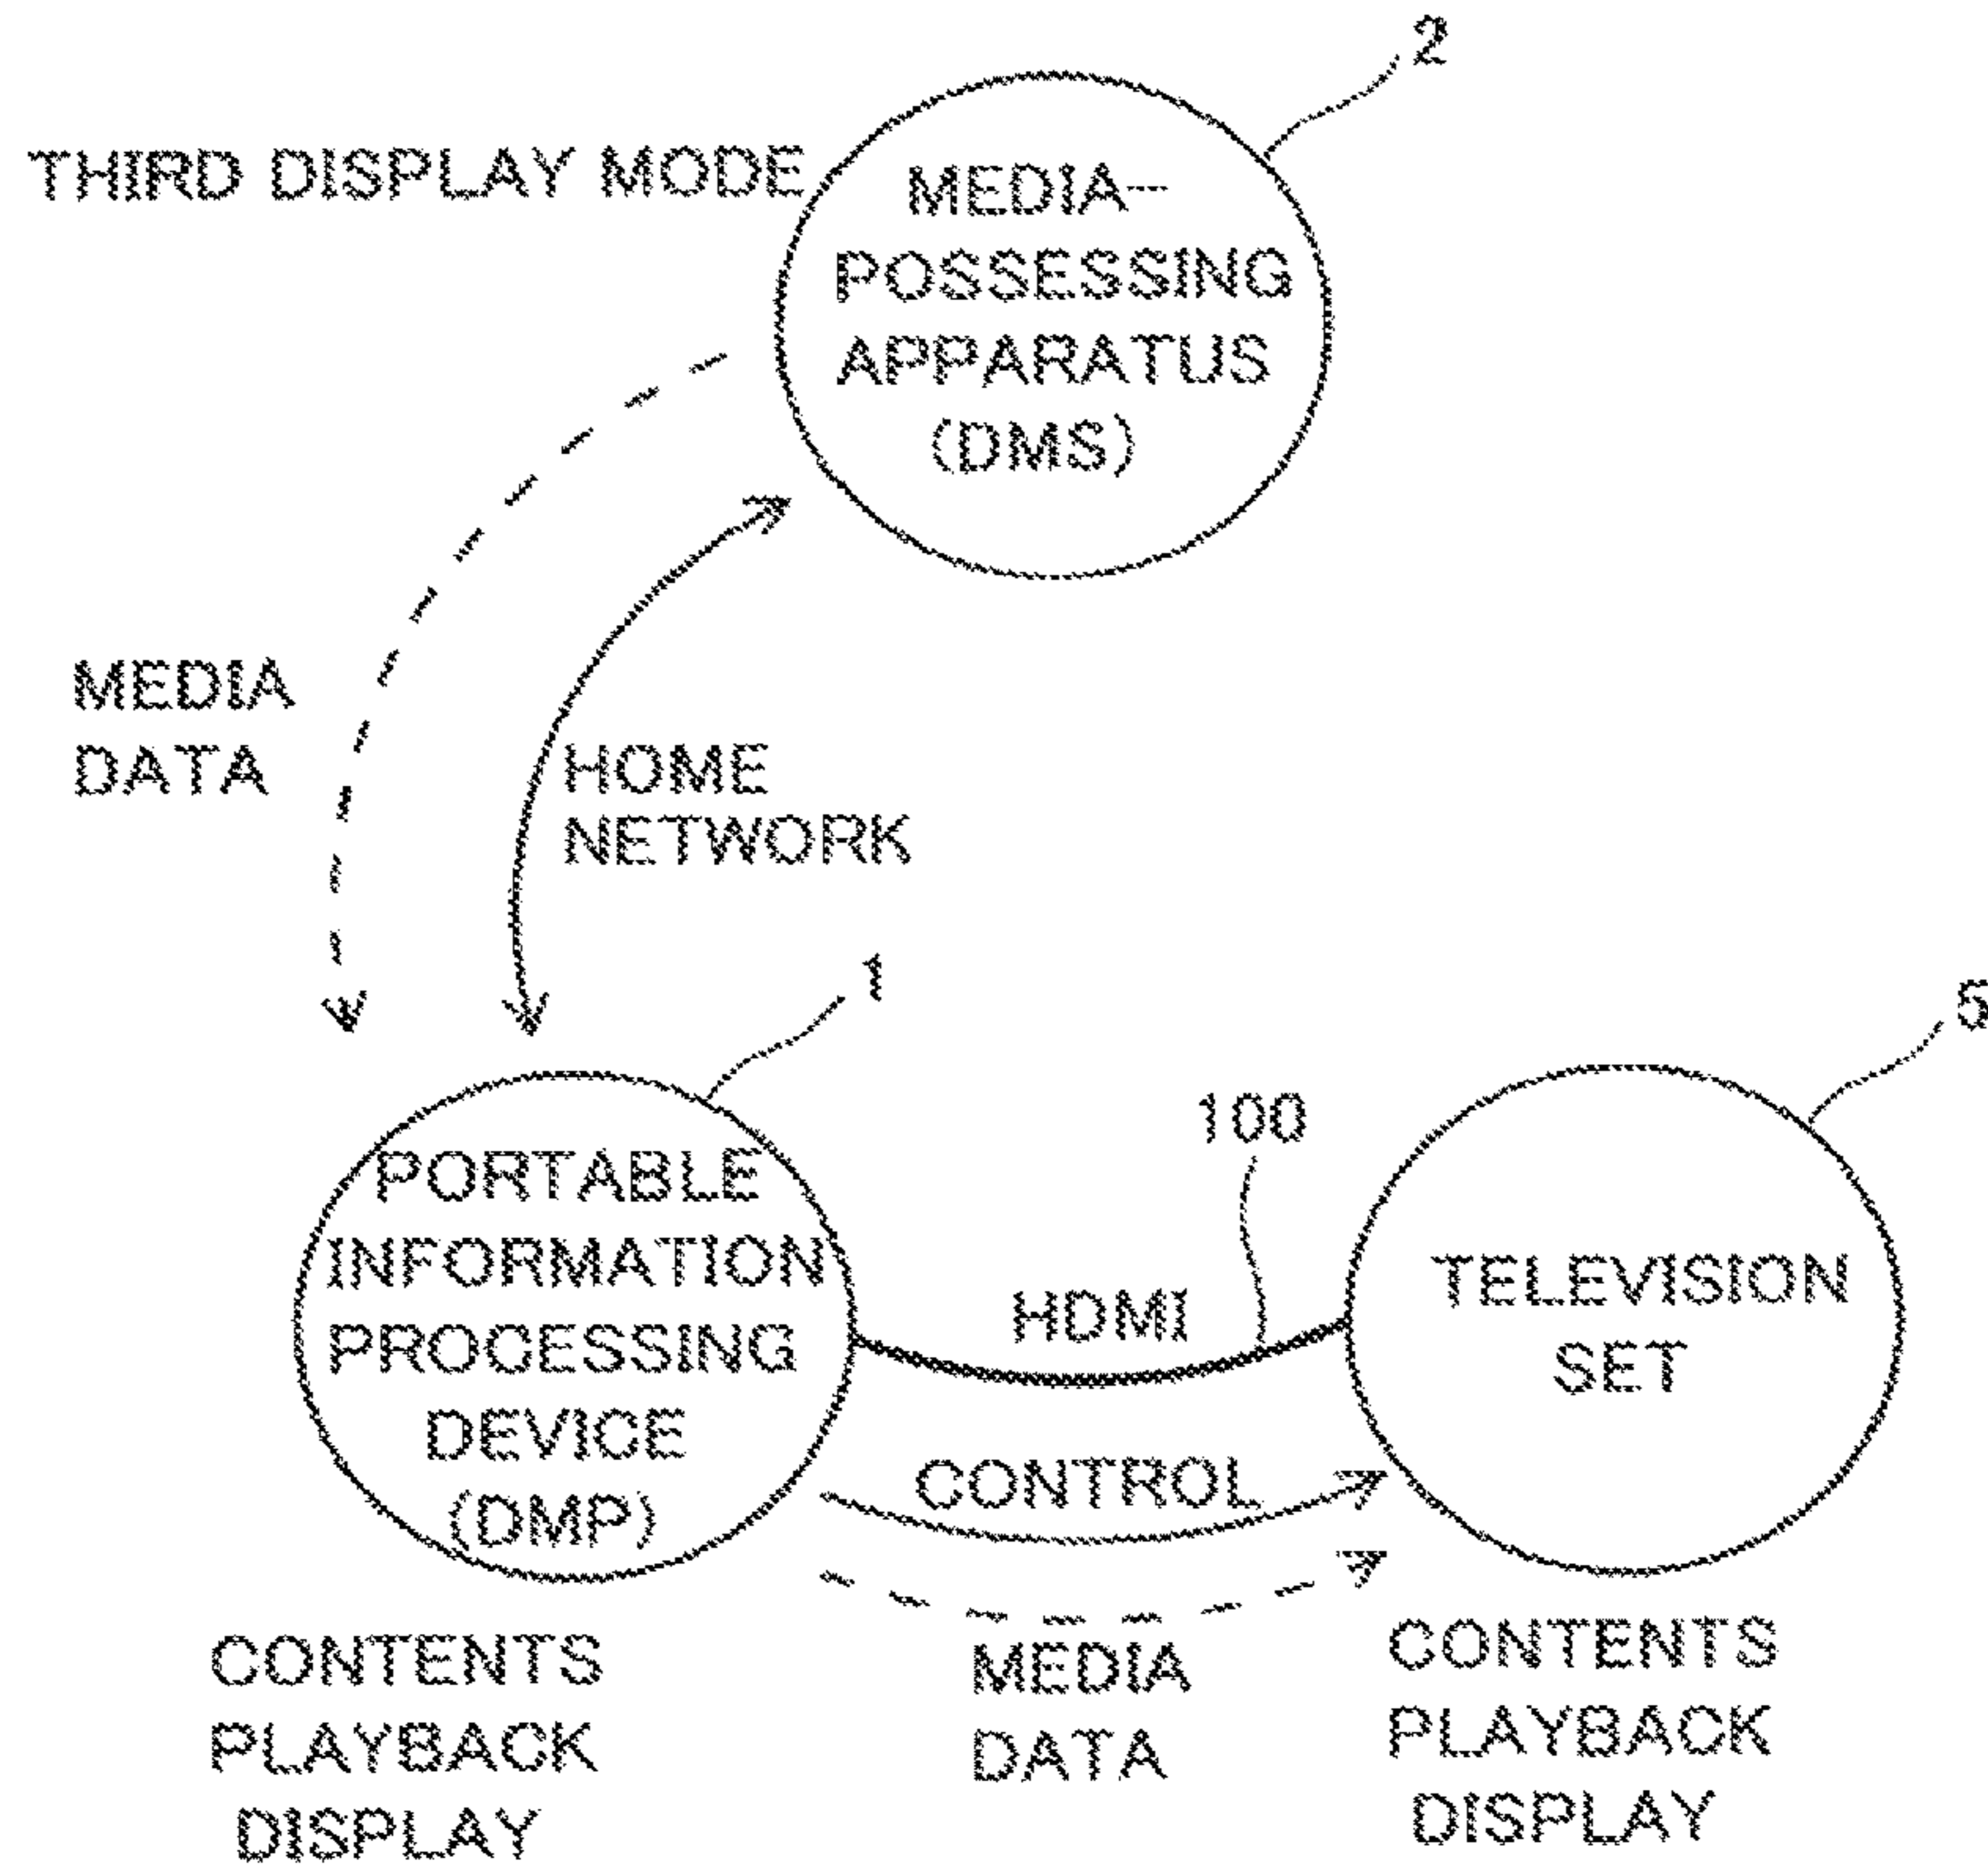 2
THIRD DISPLAY MODE
MEDIA-
POSSESSING
APPARATUS
(DMS)
MEDIA
DATA
HOME
NETWORK
1
5
100
PORTABLE
INFORMATION
PROCESSING
DEVICE
(DMP)
HDMI
TELEVISION
SET
CONTROL
CONTENTS
PLAYBACK
DISPLAY
MEDIA
DATA
CONTENTS
PLAYBACK
DISPLAY